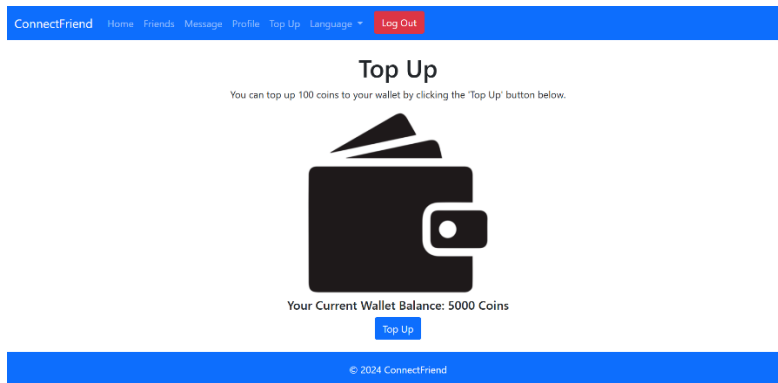 ConnectFriend Home Friends Message Profile Top Up Language Log Out
Top Up
You can top up 100 coins to your wallet by clicking the 'Top Up' button below.
Your Current Wallet Balance: 5000 Coins
Top Up
© 2024 ConnectFriend